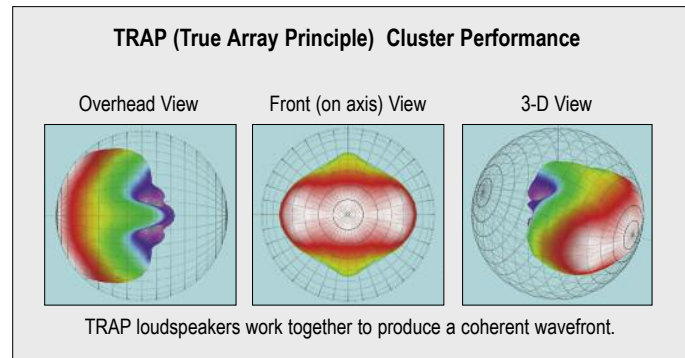 TRAP (True Array Principle) Cluster Performance
Overhead View
Front (on axis) View
3-D View
TRAP loudspeakers work together to produce a coherent wavefront.